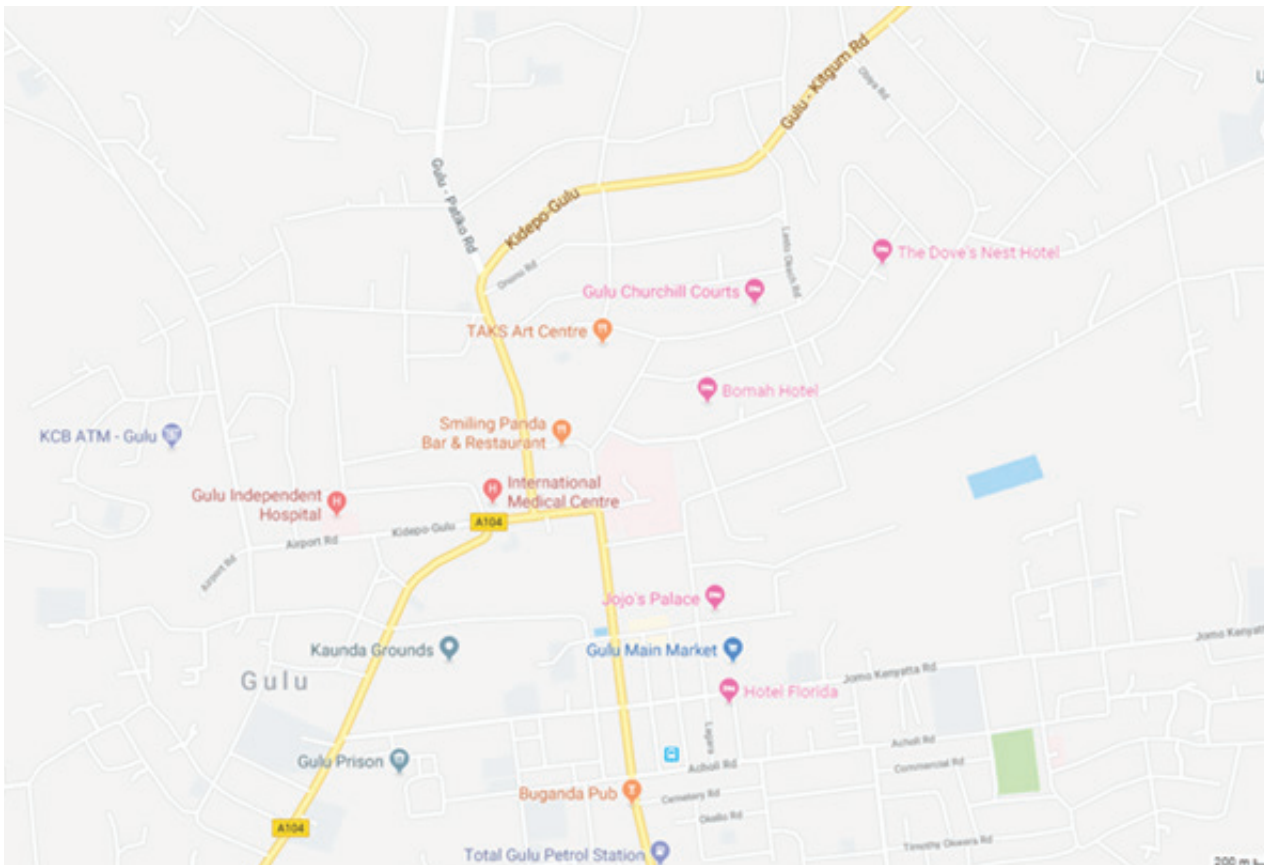 U
Gulu - Kitgum Rd
Obiya Rd
Gulu - Patiko Rd
Kidepo-Gulu
Onono Rd
Laroo Okech Rd
The Dove's Nest Hotel
Gulu Churchill Courts
TAKS Art Centre
Bomah Hotel
Smiling Panda
Bar & Restaurant
KCB ATM - Gulu
International
Medical Centre
Gulu Independent
Hospital
A104
Kidepo-Gulu
Airport Rd
Airport Rd
Jojo's Palace
Kaunda Grounds
Gulu Main Market
Jomo Kenyatta
Jomo Kenyatta Rd
Gulu
Hotel Florida
Lagara
Gulu Prison
Acholi Rd
Acholi Rd
Commercial Rd
Buganda Pub
Cemetery Rd
Okello Rd
A104
Timothy Okwera Rd
Total Gulu Petrol Station
200 m